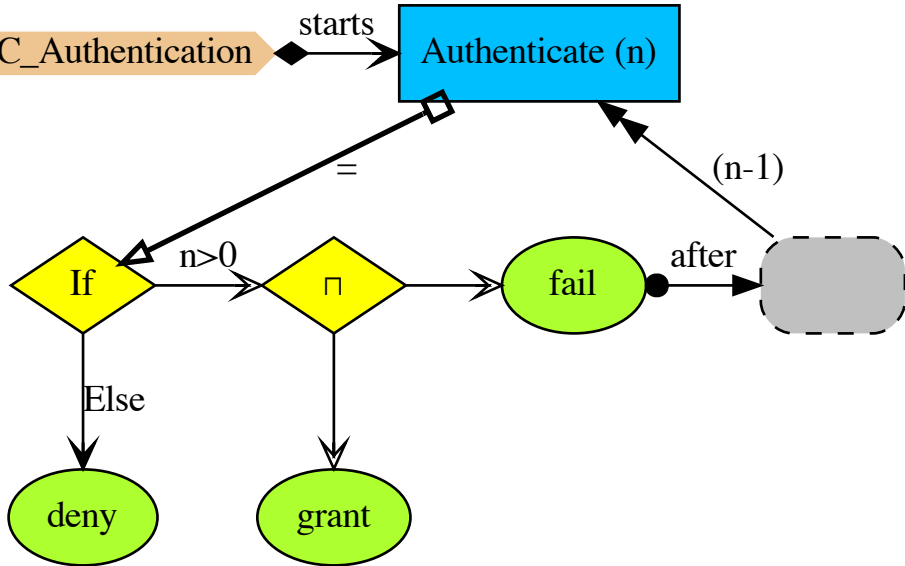 starts
C_Authentication
Authenticate (n)
=
(n-1)
n>0
after
If
⊓
fail
Else
deny
grant